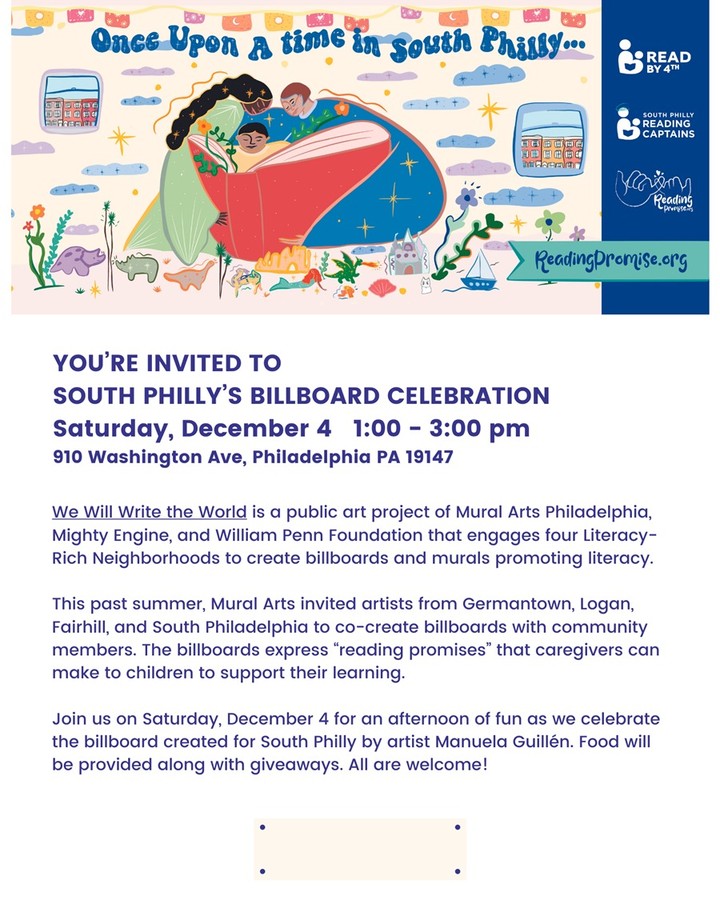 Once Upon A time in South Philly...
READ
BY 4TH
SOUTH PHILLY
READING
CAPTAINS
Reading
Promise.
ReadingPromise.org
YOU’RE INVITED TO
SOUTH PHILLY’S BILLBOARD CELEBRATION
Saturday, December 4 1:00 - 3:00 pm
910 Washington Ave, Philadelphia PA 19147
We Will Write the World is a public art project of Mural Arts Philadelphia,
Mighty Engine, and William Penn Foundation that engages four Literacy-
Rich Neighborhoods to create billboards and murals promoting literacy.
This past summer, Mural Arts invited artists from Germantown, Logan,
Fairhill, and South Philadelphia to co-create billboards with community
members. The billboards express “reading promises” that caregivers can
make to children to support their learning.
Join us on Saturday, December 4 for an afternoon of fun as we celebrate
the billboard created for South Philly by artist Manuela Guillén. Food will
be provided along with giveaways. All are welcome!